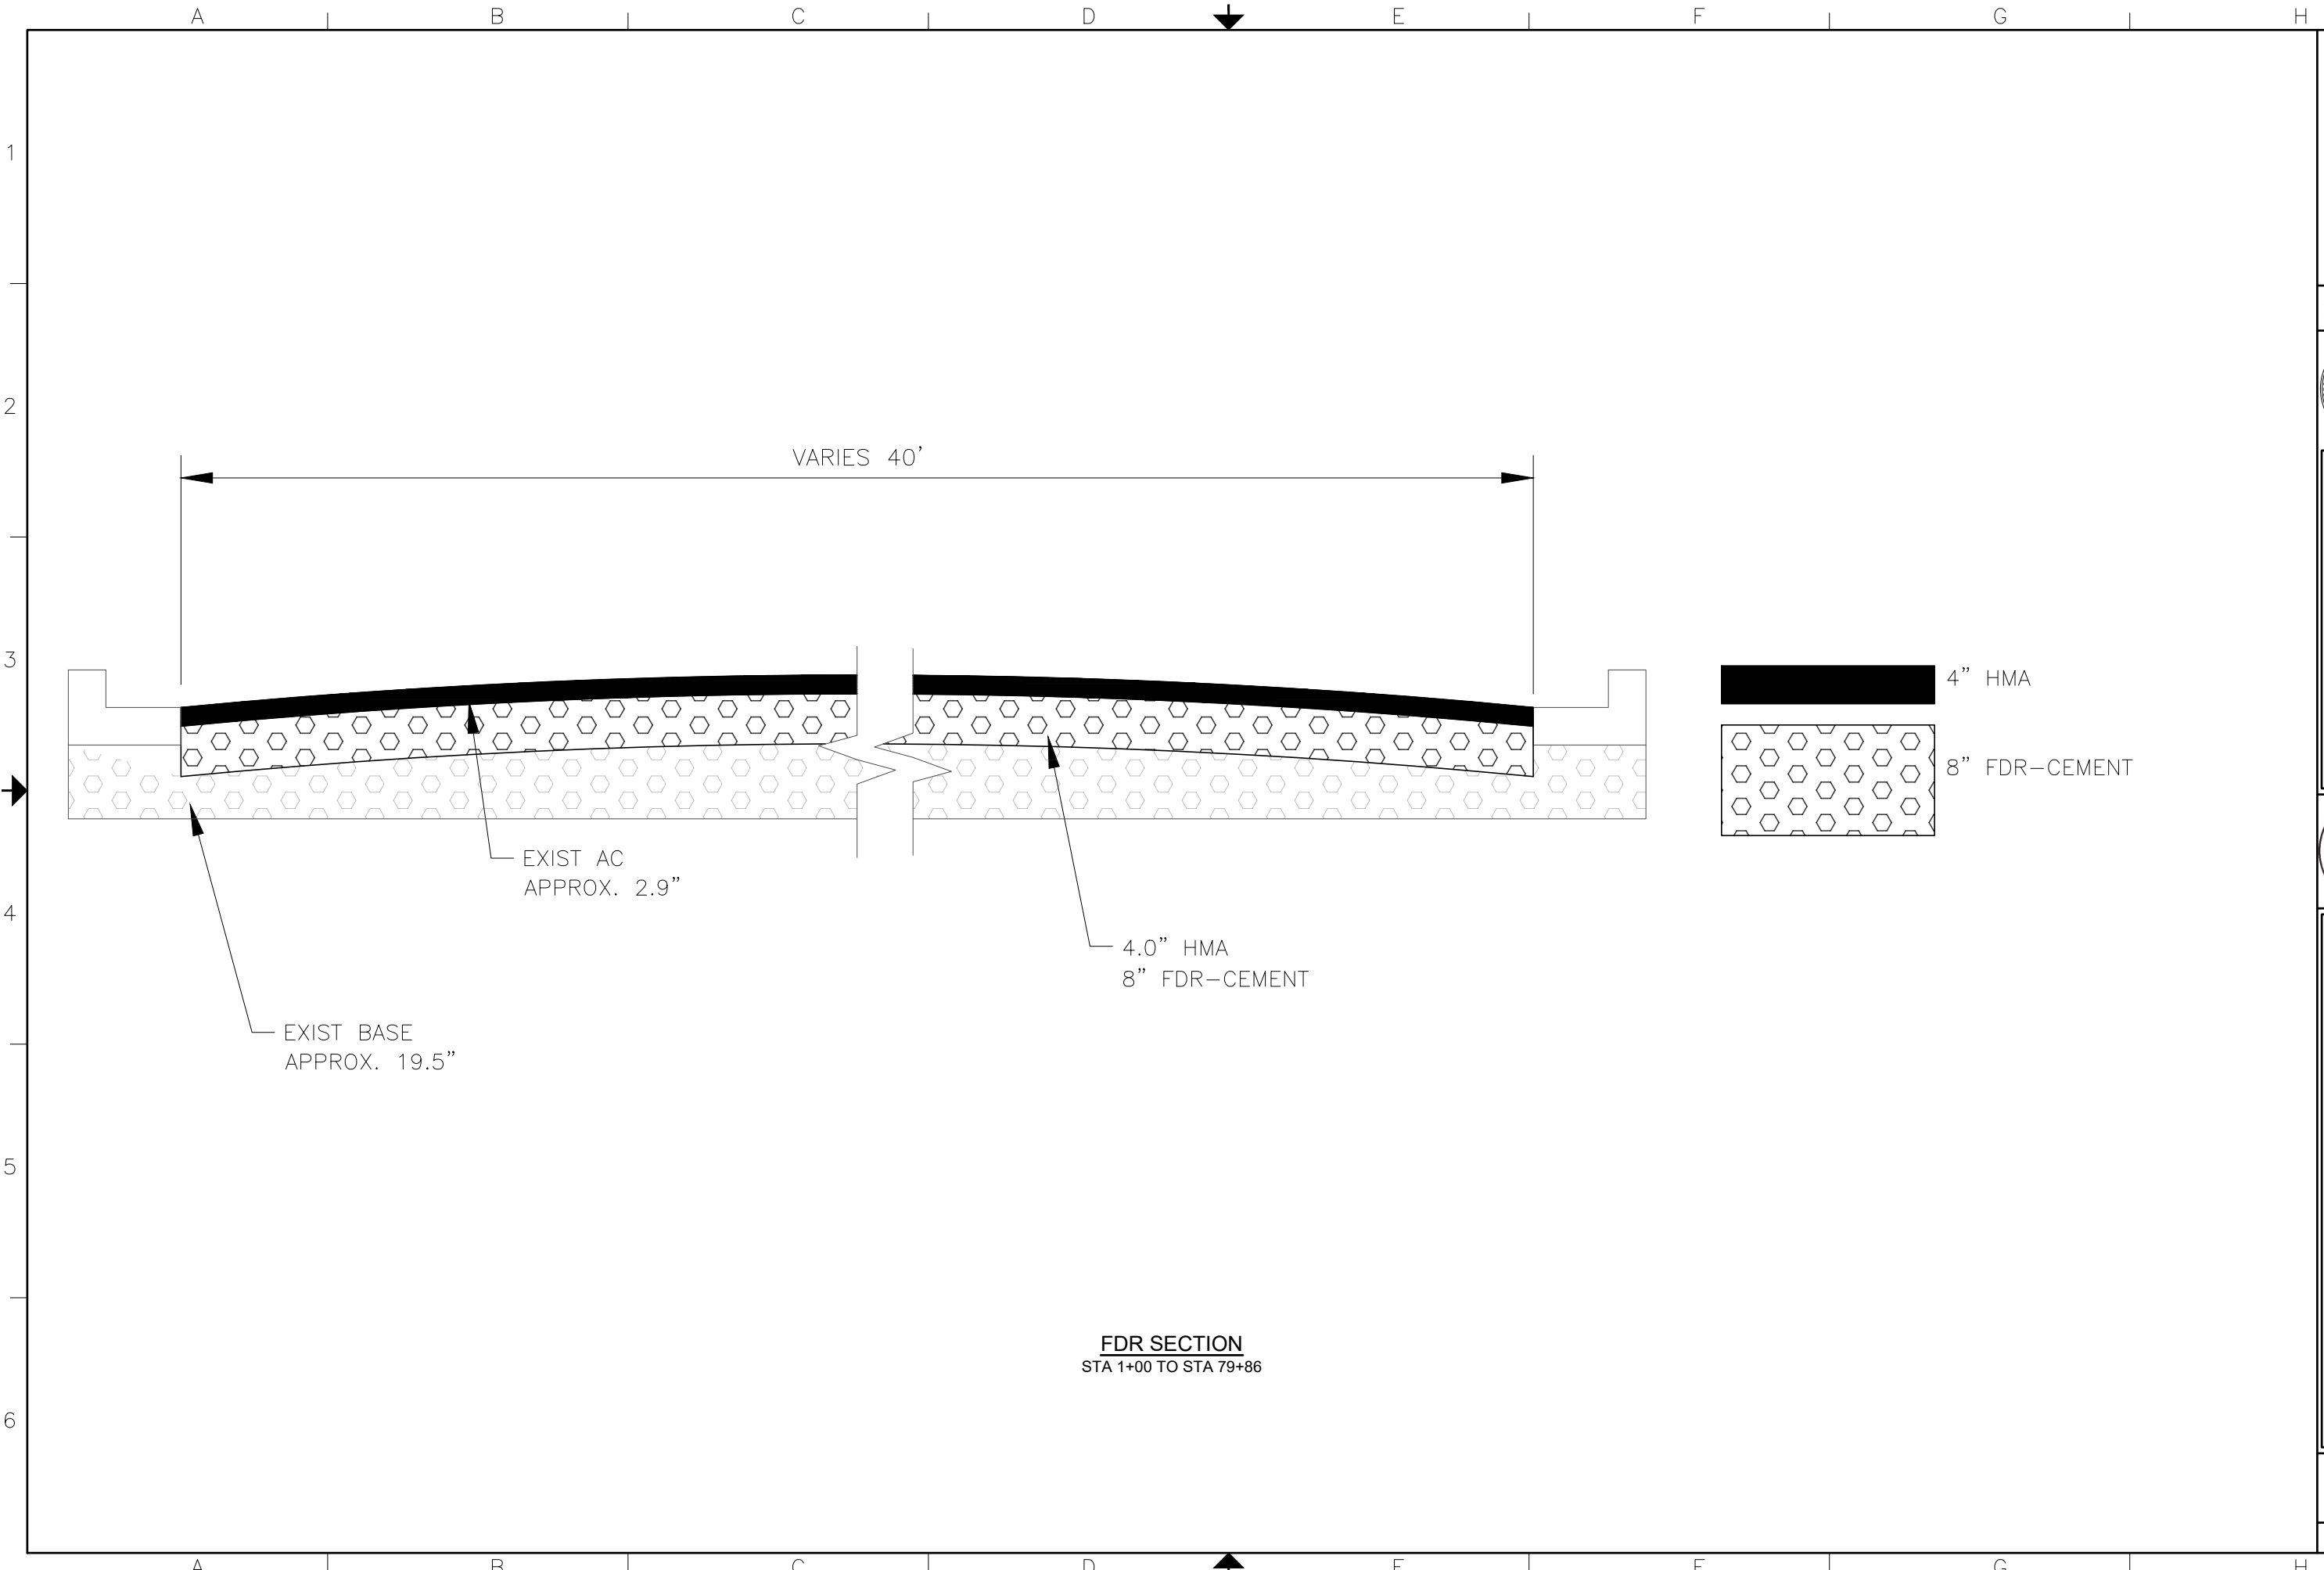 A B C D E F G H
1
2
VARIES 40'
3
4" HMA
8" FDR-CEMENT
EXIST AC
APPROX. 2.9"
4
4.0" HMA
8" FDR-CEMENT
EXIST BASE
APPROX. 19.5"
5
FDR SECTION
STA 1+00 TO STA 79+86
6
A B C D E F G H